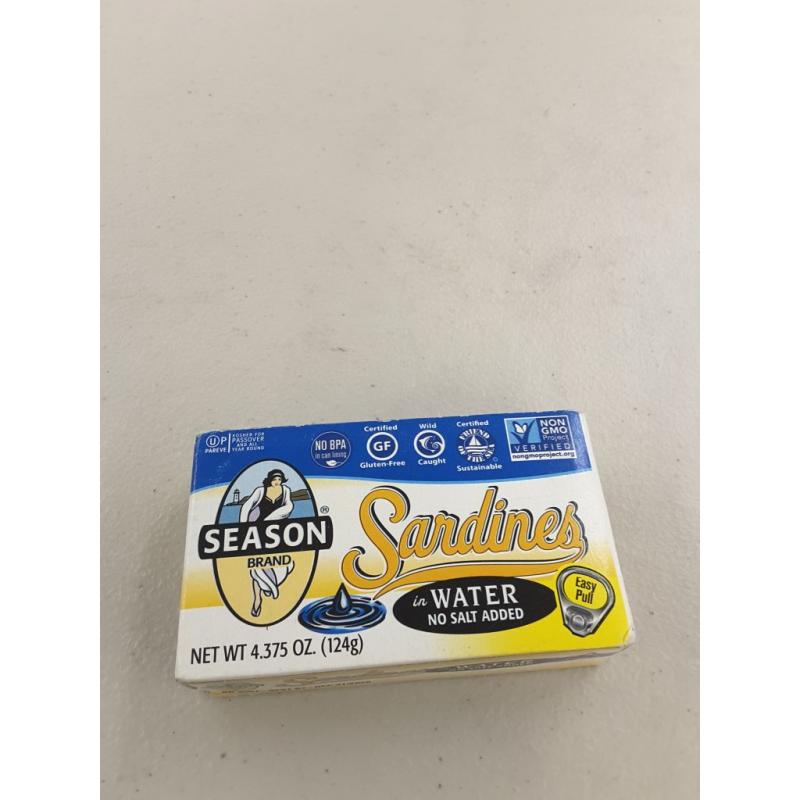 U P
PAREVE
KOSHER FOR
PASSOVER
AND ALL
YEAR ROUND
NO BPA
in can lining
Certified
GF
Gluten-Free
Wild
Caught
Certified
Sustainable
NON
GMO
Project
VERIFIED
nongmoproject.org
SEASON®
BRAND
Sardines
in WATER
NO SALT ADDED
Easy
Pull
NET WT 4.375 OZ. (124g)